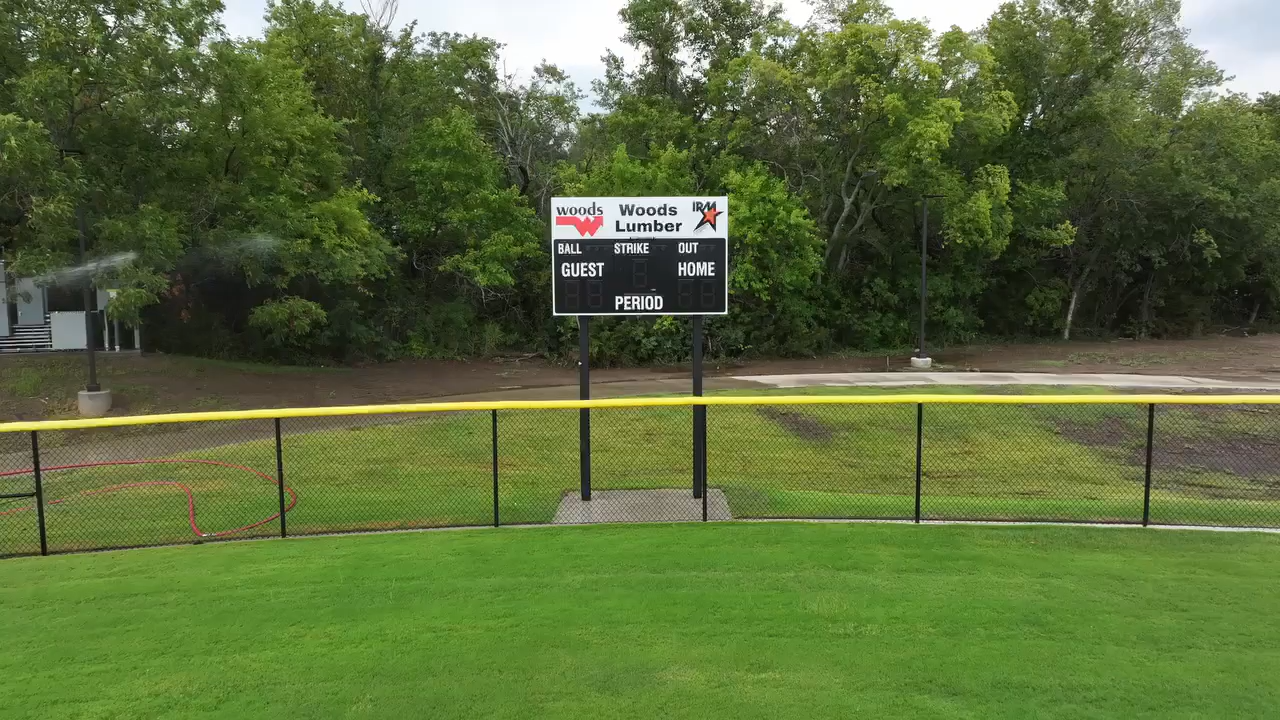 woods
Woods
Lumber
IRM
BALL STRIKE OUT
GUEST HOME
PERIOD